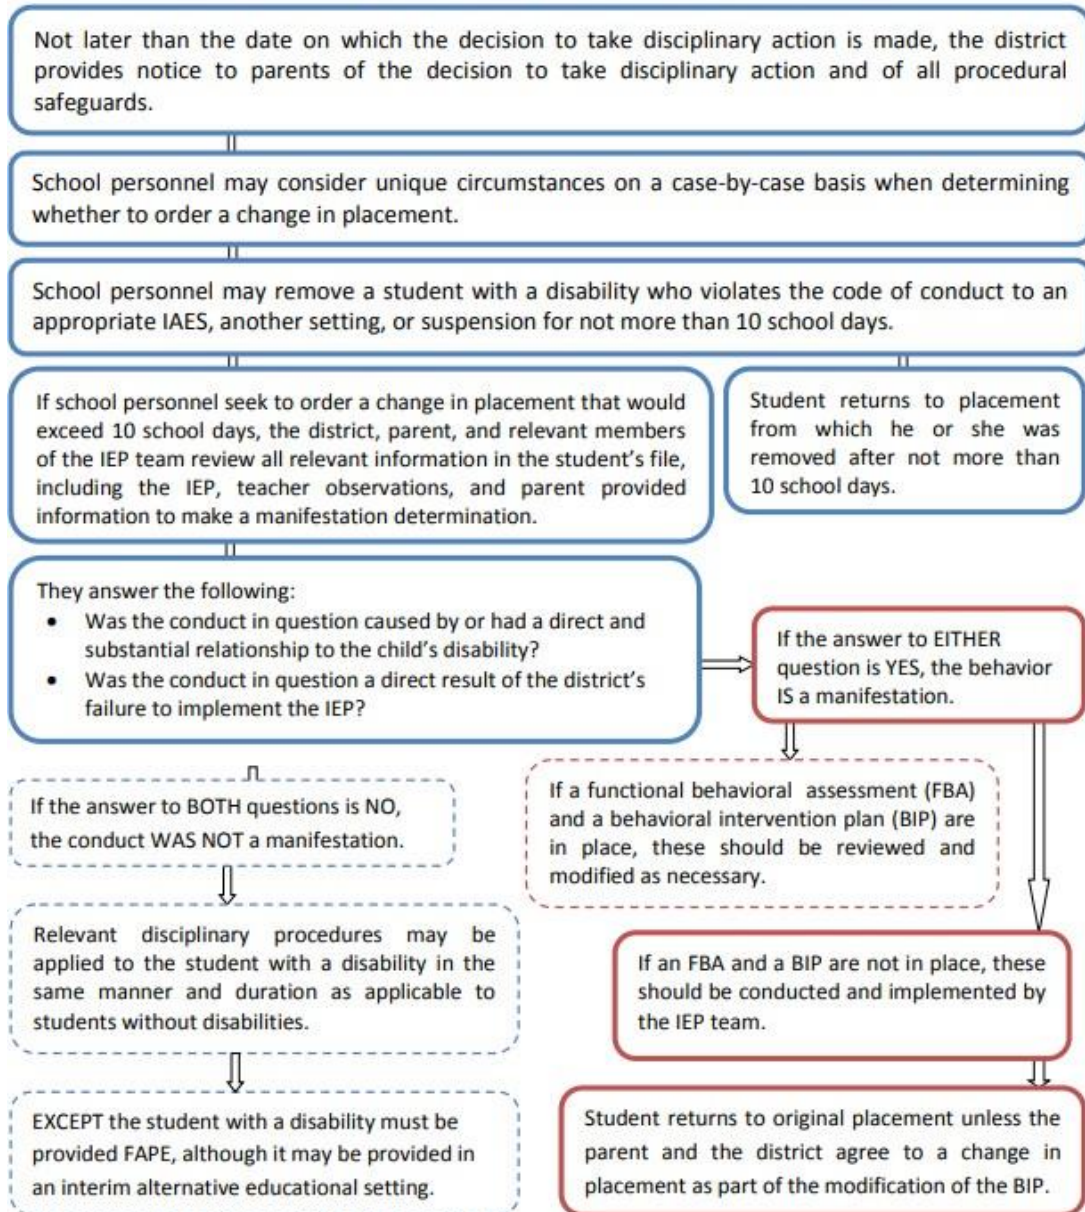 Not later than the date on which the decision to take disciplinary action is made, the district
provides notice to parents of the decision to take disciplinary action and of all procedural
safeguards.
School personnel may consider unique circumstances on a case-by-case basis when determining
whether to order a change in placement.
School personnel may remove a student with a disability who violates the code of conduct to an
appropriate IAES, another setting, or suspension for not more than 10 school days.
If school personnel seek to order a change in placement that would
exceed 10 school days, the district, parent, and relevant members
of the IEP team review all relevant information in the student's file,
including the IEP, teacher observations, and parent provided
information to make a manifestation determination.
Student returns to placement
from which he or she was
removed after not more than
10 school days.
They answer the following:
• Was the conduct in question caused by or had a direct and
substantial relationship to the child's disability?
• Was the conduct in question a direct result of the district's
failure to implement the IEP?
If the answer to EITHER
question is YES, the behavior
IS a manifestation.
If the answer to BOTH questions is NO,
the conduct WAS NOT a manifestation.
If a functional behavioral assessment (FBA)
and a behavioral intervention plan (BIP) are
in place, these should be reviewed and
modified as necessary.
Relevant disciplinary procedures may be
applied to the student with a disability in the
same manner and duration as applicable to
students without disabilities.
If an FBA and a BIP are not in place, these
should be conducted and implemented by
the IEP team.
EXCEPT the student with a disability must be
provided FAPE, although it may be provided in
an interim alternative educational setting.
Student returns to original placement unless the
parent and the district agree to a change in
placement as part of the modification of the BIP.